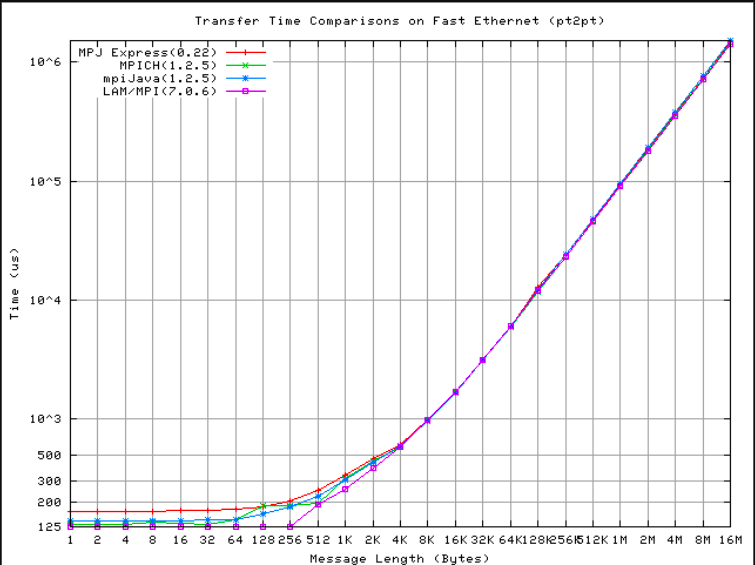 Transfer Time Comparisons on Fast Ethernet (pt2pt)
MPJ Express(0.22)
MPICH(1.2.5)
mpiJava(1.2.5)
LAM/MPI(7.0.6)
10^6
10^5
10^4
10^3
500
300
200
125
Time (us)
1 2 4 8 16 32 64 128 256 512 1K 2K 4K 8K 16K 32K 64K 128K 256K 512K 1M 2M 4M 8M 16M
Message Length (Bytes)